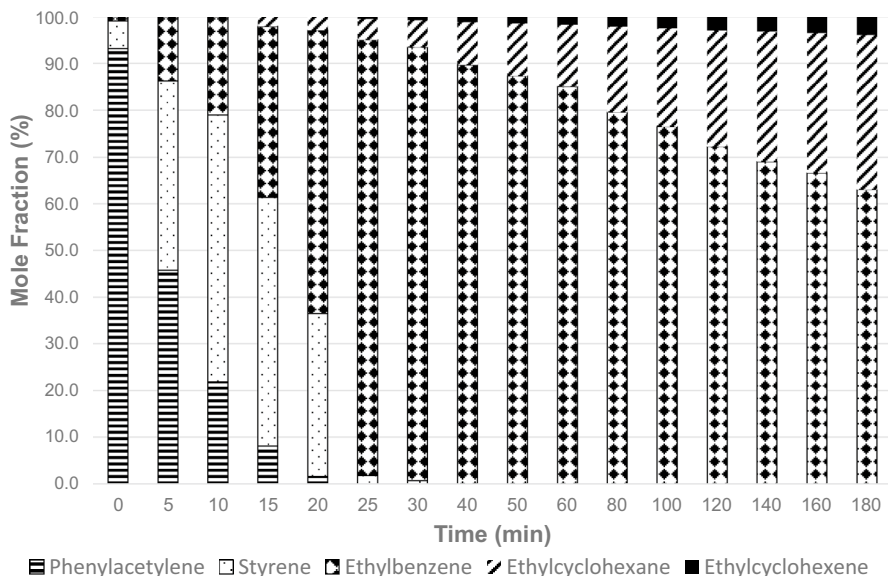 Mole Fraction (%)
100.0
90.0
80.0
70.0
60.0
50.0
40.0
30.0
20.0
10.0
0.0
0 5 10 15 20 25 30 40 50 60 80 100 120 140 160 180
Time (min)
Phenylacetylene Styrene Ethylbenzene Ethylcyclohexane Ethylcyclohexene